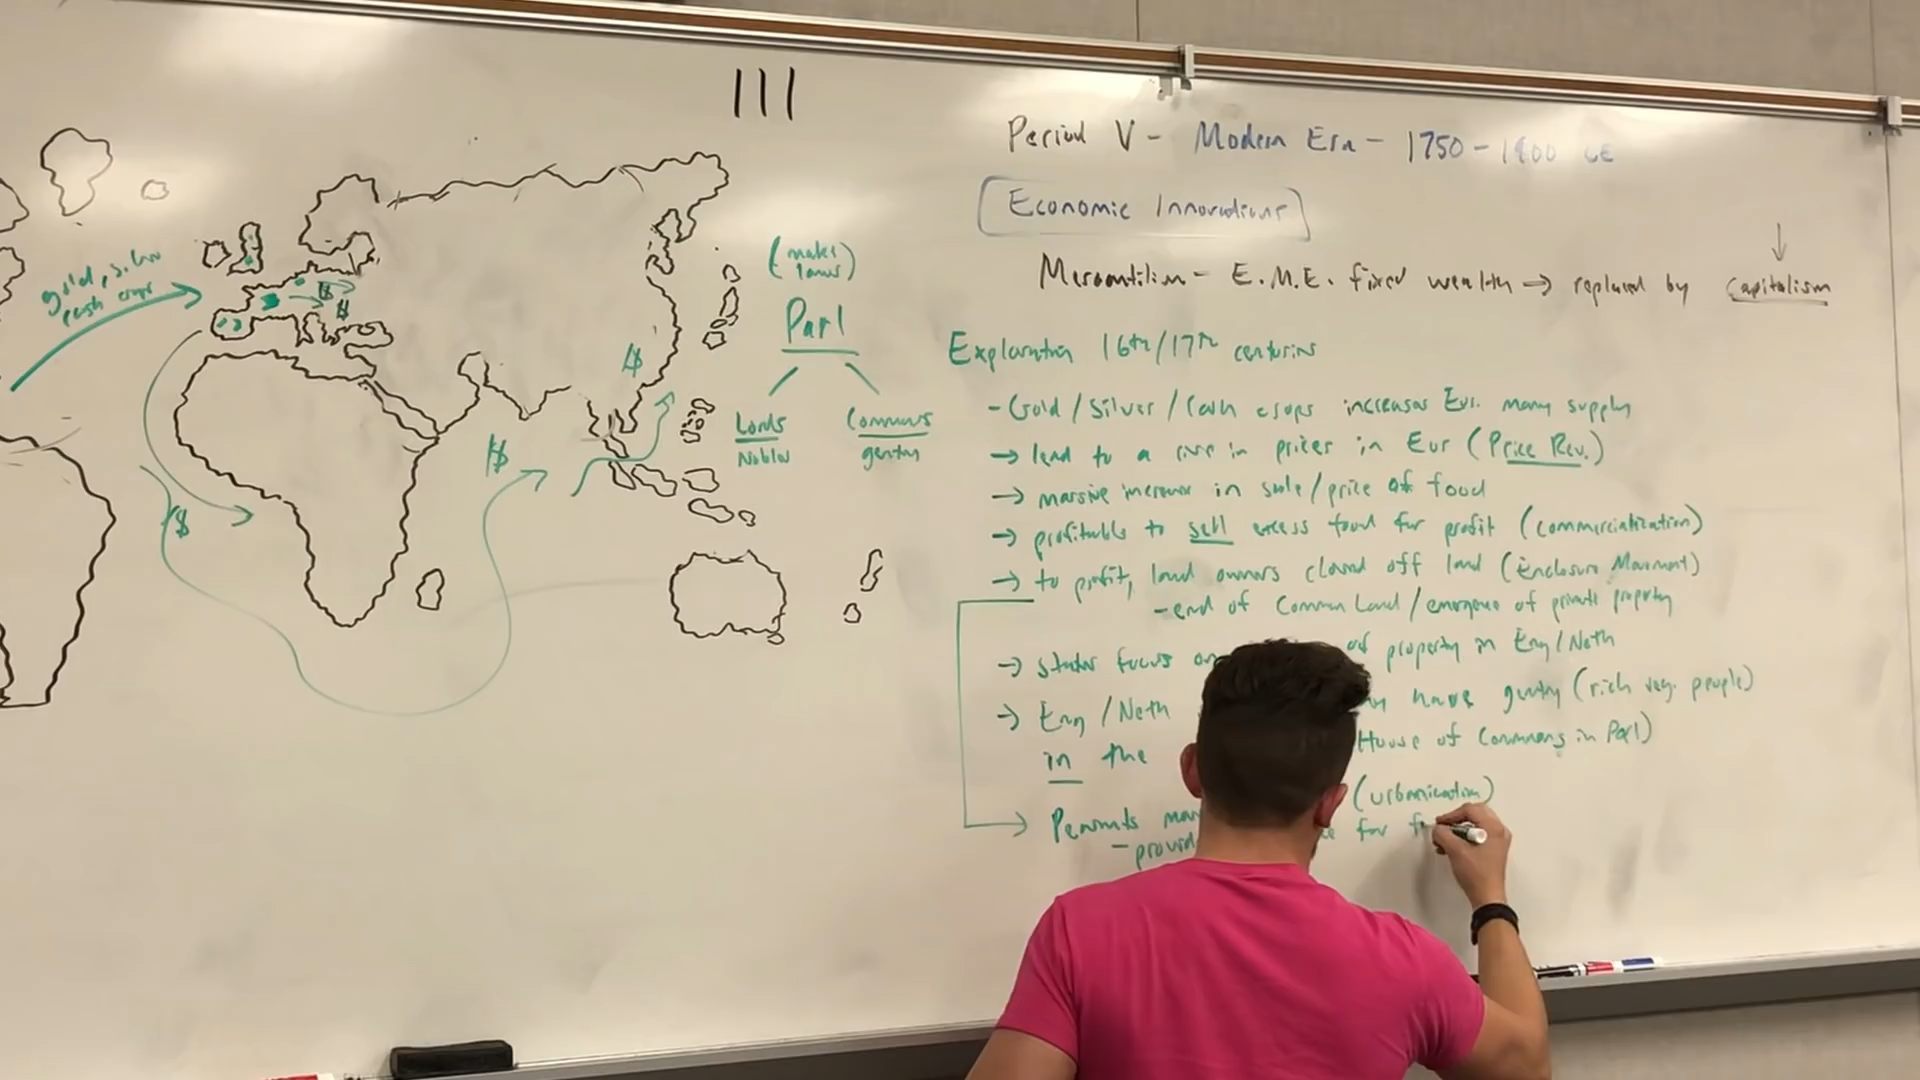 III
Period V - Modern Era - 1750-1900 CE
Economic Innovations
Mercantilism - E.M.E. fixed wealth → replaced by capitalism
gold, silver
cash crops
$
$
$
$
$
(makes
laws)
Parl
Lords
Nobles
Commons
gentry
Exploration 16th/17th centuries
- Gold/Silver/Cash crops increases Eur. money supply
→ lead to a rise in prices in Eur (Price Rev.)
→ massive increase in sale/price of food
→ profitable to sell excess food for profit (commercialization)
→ to profit, land owners closed off land (Enclosure Movement)
- end of Common Land/emergence of private property
→ states focus on of property in Eng/Neth
→ Eng/Neth have gentry (rich reg. people)
in the House of Commons in Parl)
→ Peasants (urbanization)
- for